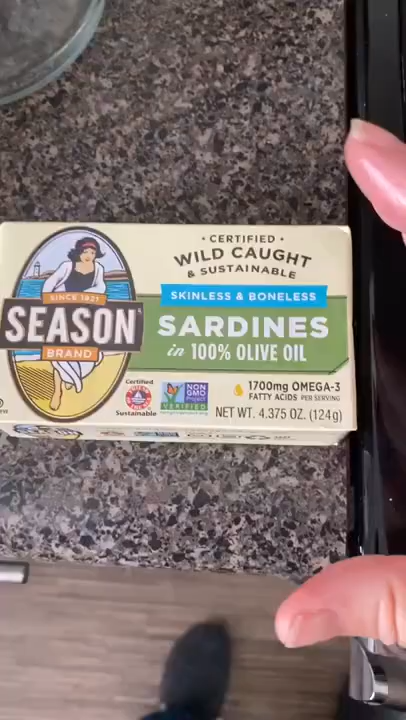 • CERTIFIED •
WILD CAUGHT
& SUSTAINABLE
SKINLESS & BONELESS
SINCE 1921
SEASON
BRAND
SARDINES
in 100% OLIVE OIL
Certified
Sustainable
NON
GMO
Project
VERIFIED
1700mg OMEGA-3
FATTY ACIDS PER SERVING
NET WT. 4.375 OZ. (124g)